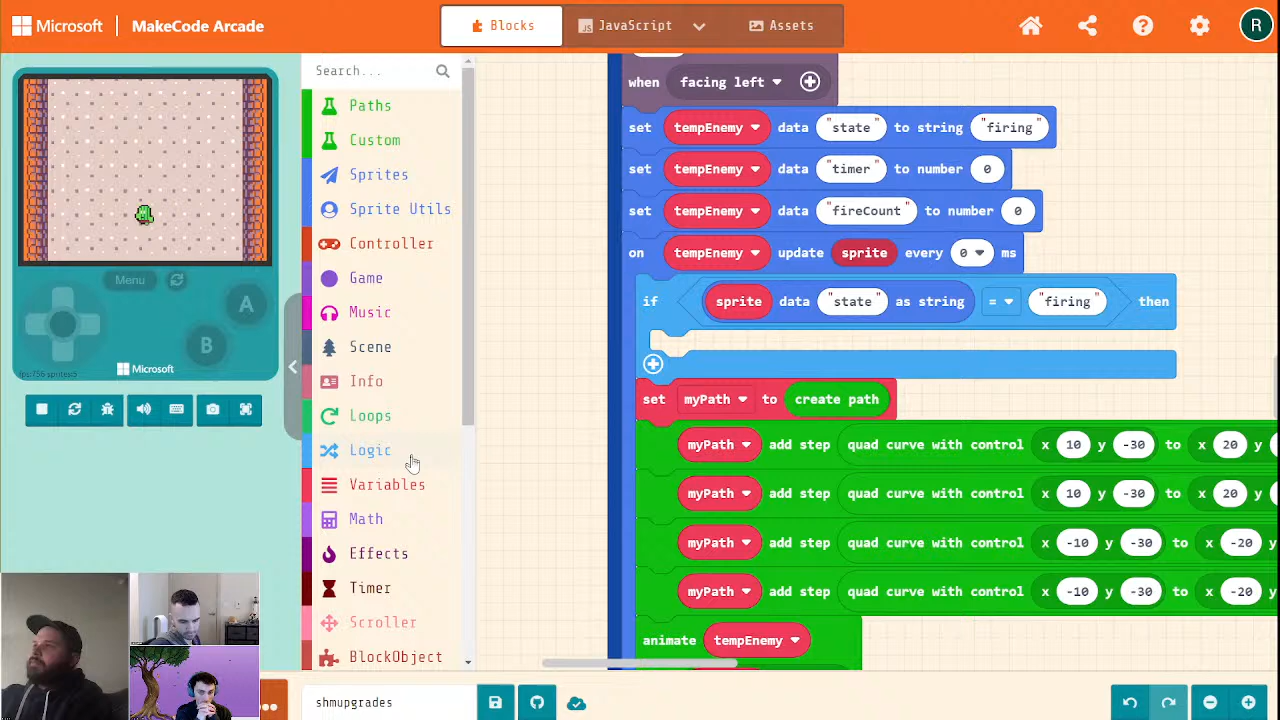 Microsoft | MakeCode Arcade
Blocks
JavaScript
Assets
R
Search...
Paths
Custom
Sprites
Sprite Utils
Controller
Game
Music
Scene
Info
Loops
Logic
Variables
Math
Effects
Timer
Scroller
BlockObject
Menu
A
B
Microsoft
when facing left
set tempEnemy data "state" to string "firing"
set tempEnemy data "timer" to number 0
set tempEnemy data "fireCount" to number 0
on tempEnemy update sprite every 0 ms
if sprite data "state" as string = "firing" then
set myPath to create path
myPath add step quad curve with control x 10 y -30 to x 20 y
myPath add step quad curve with control x 10 y -30 to x 20 y
myPath add step quad curve with control x -10 y -30 to x -20 y
myPath add step quad curve with control x -10 y -30 to x -20 y
animate tempEnemy
shmupgrades